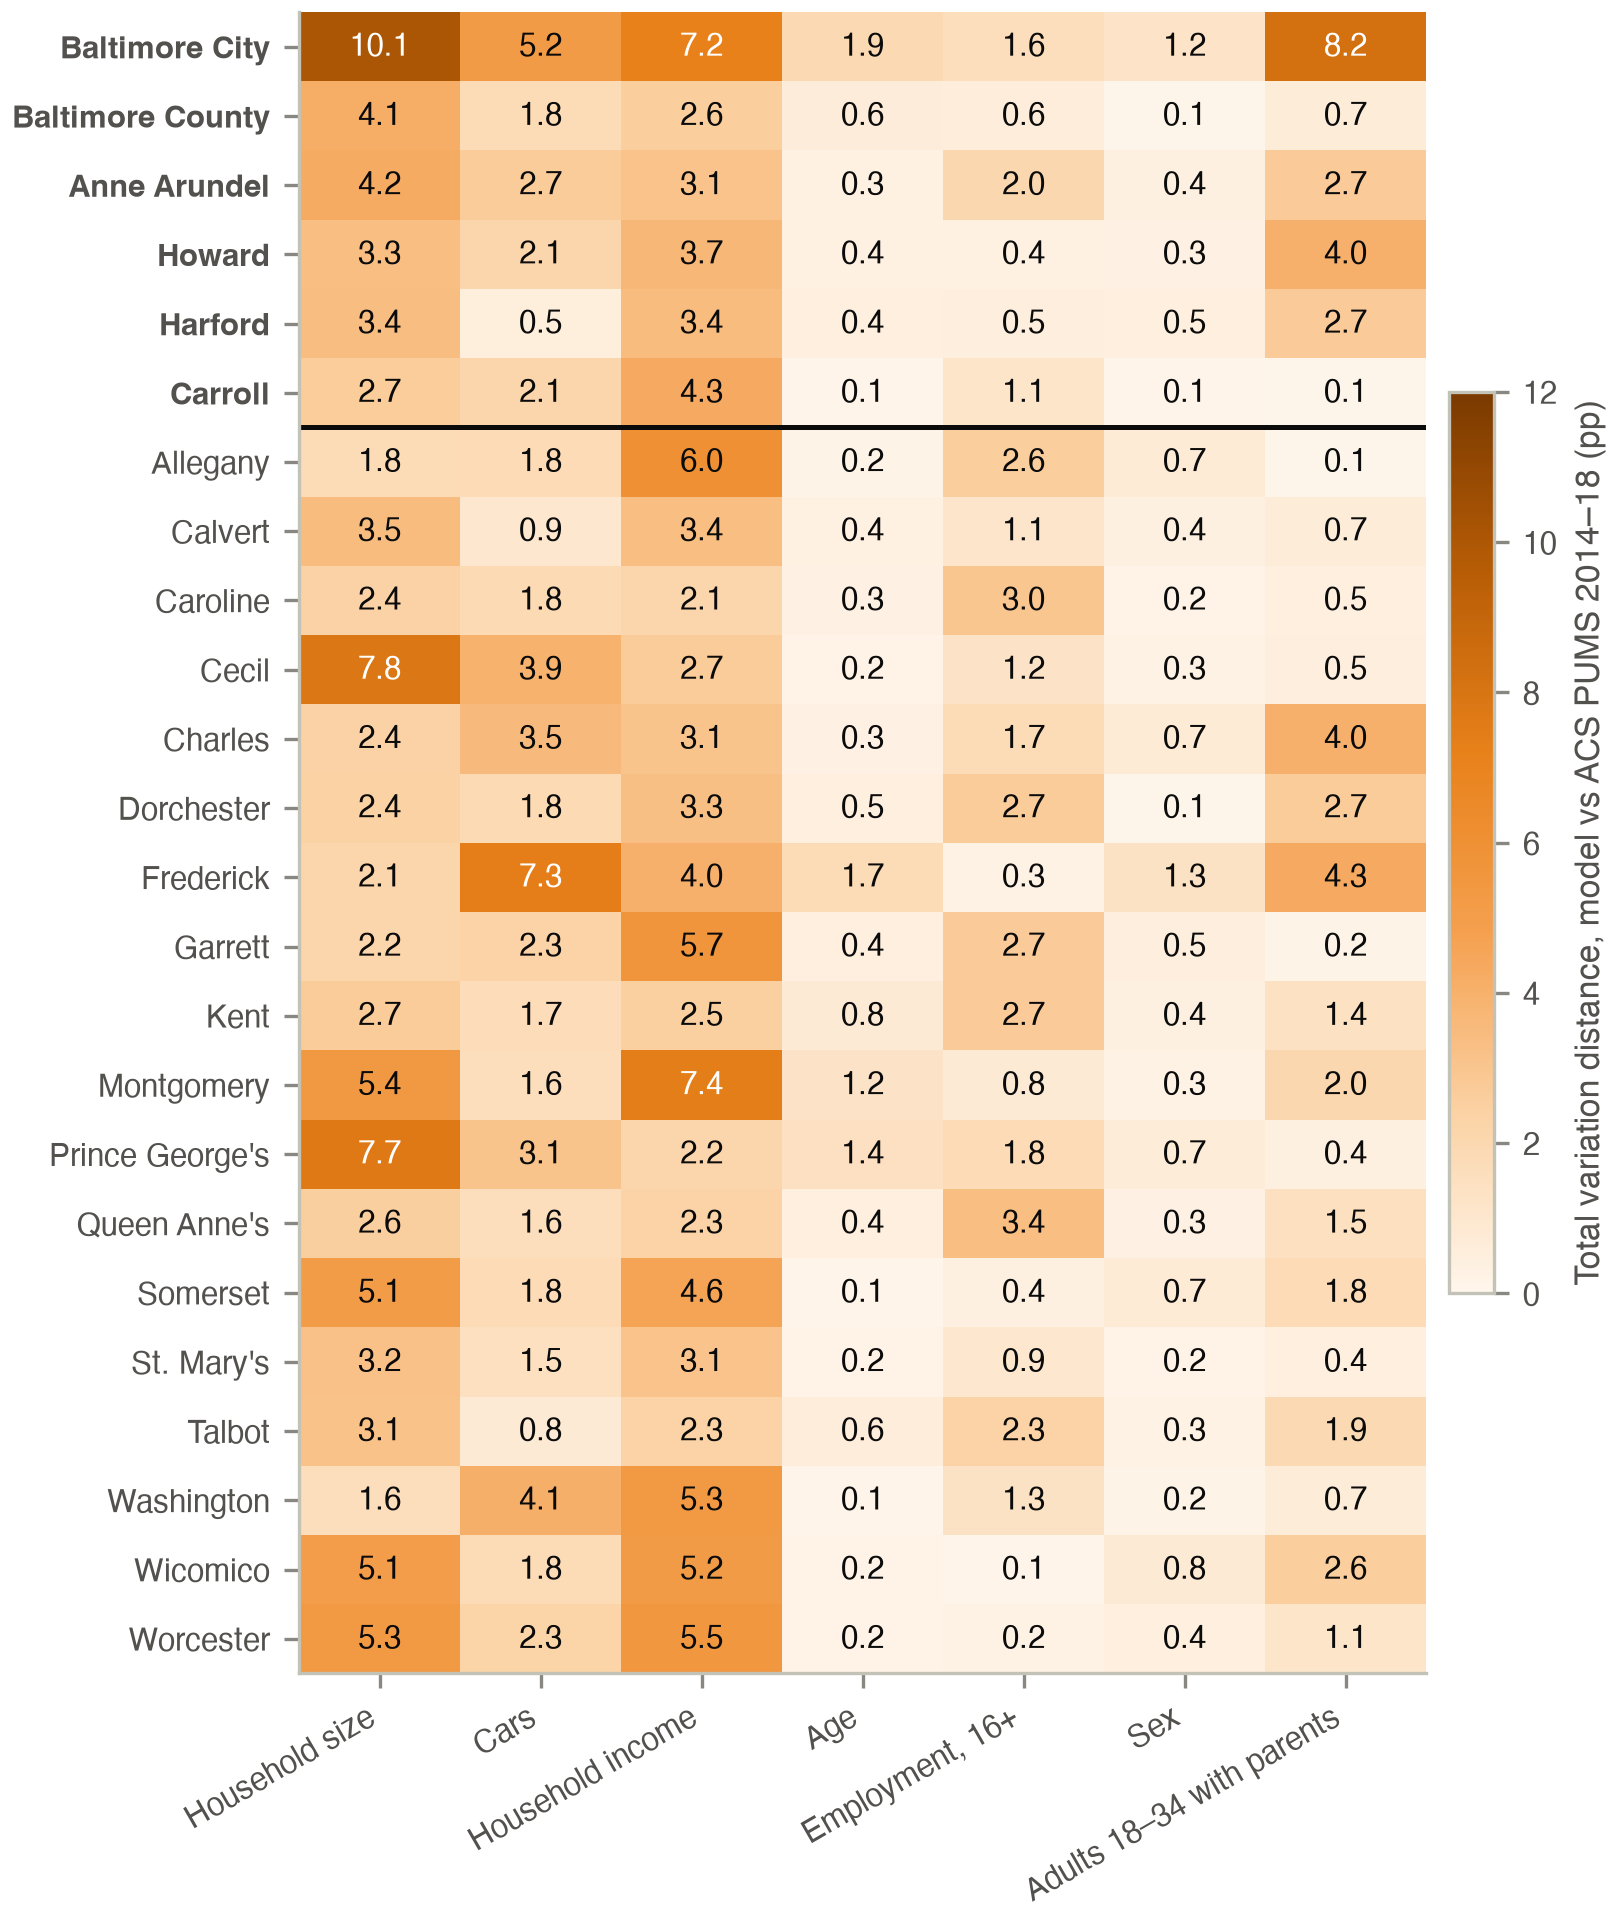 Baltimore City 10.1 5.2 7.2 1.9 1.6 1.2 8.2
Baltimore County 4.1 1.8 2.6 0.6 0.6 0.1 0.7
Anne Arundel 4.2 2.7 3.1 0.3 2.0 0.4 2.7
Howard 3.3 2.1 3.7 0.4 0.4 0.3 4.0
Harford 3.4 0.5 3.4 0.4 0.5 0.5 2.7
Carroll 2.7 2.1 4.3 0.1 1.1 0.1 0.1
Allegany 1.8 1.8 6.0 0.2 2.6 0.7 0.1
Calvert 3.5 0.9 3.4 0.4 1.1 0.4 0.7
Caroline 2.4 1.8 2.1 0.3 3.0 0.2 0.5
Cecil 7.8 3.9 2.7 0.2 1.2 0.3 0.5
Charles 2.4 3.5 3.1 0.3 1.7 0.7 4.0
Dorchester 2.4 1.8 3.3 0.5 2.7 0.1 2.7
Frederick 2.1 7.3 4.0 1.7 0.3 1.3 4.3
Garrett 2.2 2.3 5.7 0.4 2.7 0.5 0.2
Kent 2.7 1.7 2.5 0.8 2.7 0.4 1.4
Montgomery 5.4 1.6 7.4 1.2 0.8 0.3 2.0
Prince George's 7.7 3.1 2.2 1.4 1.8 0.7 0.4
Queen Anne's 2.6 1.6 2.3 0.4 3.4 0.3 1.5
Somerset 5.1 1.8 4.6 0.1 0.4 0.7 1.8
St. Mary's 3.2 1.5 3.1 0.2 0.9 0.2 0.4
Talbot 3.1 0.8 2.3 0.6 2.3 0.3 1.9
Washington 1.6 4.1 5.3 0.1 1.3 0.2 0.7
Wicomico 5.1 1.8 5.2 0.2 0.1 0.8 2.6
Worcester 5.3 2.3 5.5 0.2 0.2 0.4 1.1
Household size
Cars
Household income
Age
Employment, 16+
Sex
Adults 18–34 with parents
12
10
8
6
4
2
0
Total variation distance, model vs ACS PUMS 2014–18 (pp)